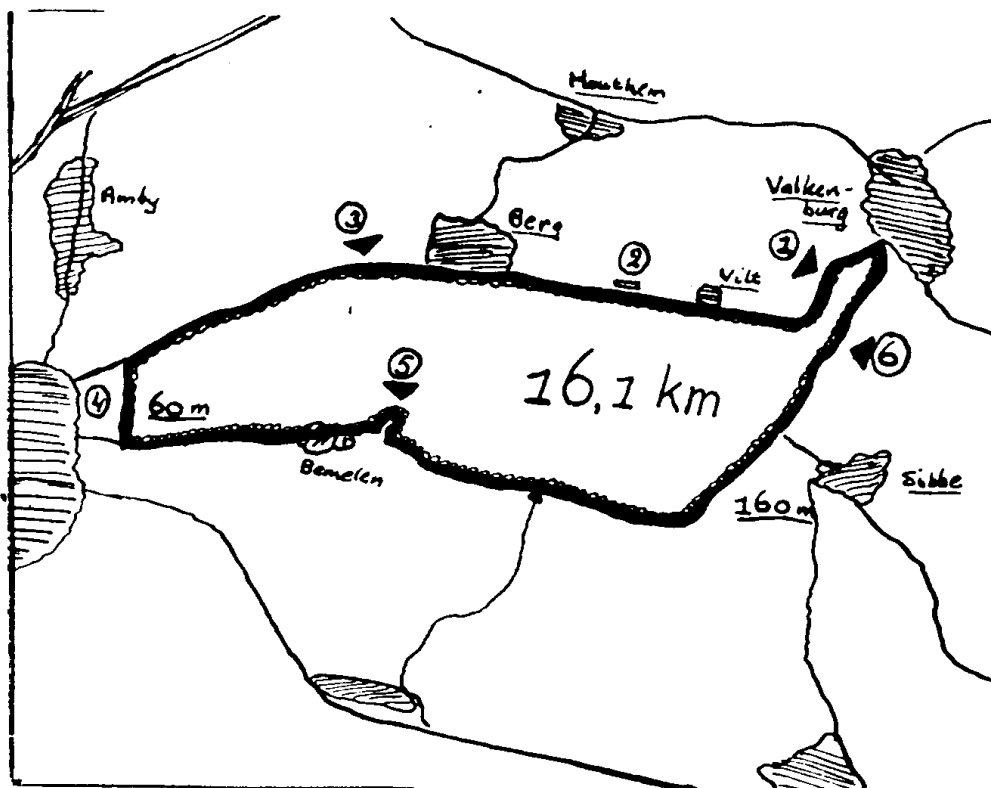 Houthem
Amby
Valken-
burg
③
Berg
①
②
Vilt
⑥
⑤
16,1 km
④
60 m
Bemelen
Sibbe
160 m